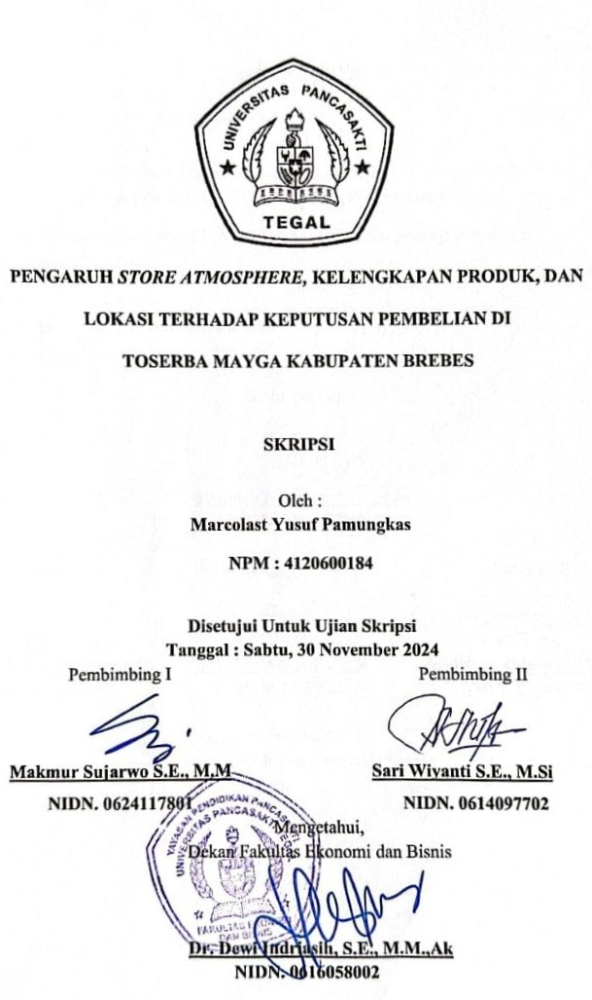 UNIVERSITAS PANCASAKTI
TEGAL
PENGARUH STORE ATMOSPHERE, KELENGKAPAN PRODUK, DAN
LOKASI TERHADAP KEPUTUSAN PEMBELIAN DI
TOSERBA MAYGA KABUPATEN BREBES
SKRIPSI
Oleh :
Marcolast Yusuf Pamungkas
NPM : 4120600184
Disetujui Untuk Ujian Skripsi
Tanggal : Sabtu, 30 November 2024
Pembimbing I Pembimbing II
Makmur Sujarwo S.E., M.M Sari Wiyanti S.E., M.Si
NIDN. 0624117801 NIDN. 0614097702
YAYASAN PENDIDIKAN PANCASAKTI
UNIVERSITAS PANCASAKTI TEGAL
Mengetahui,
Dekan Fakultas Ekonomi dan Bisnis
FAKULTAS EKONOMI
DAN BISNIS
Dr. Dewi Indriasih, S.E., M.M.,Ak
NIDN. 0616058002